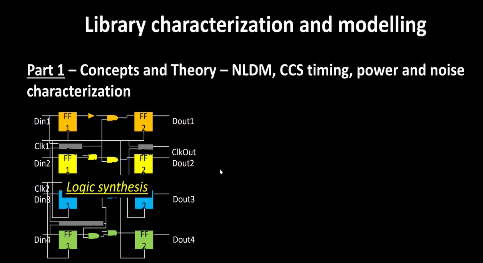 Library characterization and modelling
Part 1 – Concepts and Theory – NLDM, CCS timing, power and noise
characterization
Din1 FF 1 FF 2 Dout1
Clk1 ClkOut
Din2 FF 1 FF 2 Dout2
Clk2 Logic synthesis
Din3 2 Dout3
Din4 FF 1 FF 2 Dout4